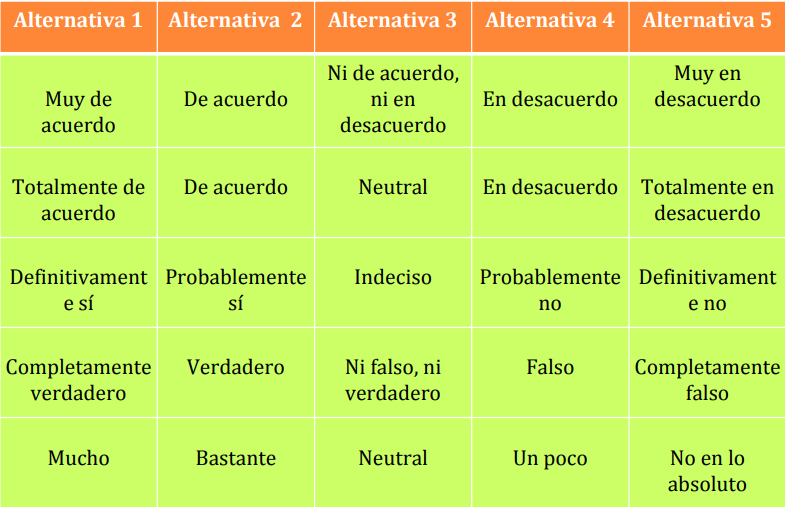 Alternativa 1 Alternativa 2 Alternativa 3 Alternativa 4 Alternativa 5
Muy de
acuerdo
De acuerdo
Ni de acuerdo,
ni en
desacuerdo
En desacuerdo
Muy en
desacuerdo
Totalmente de
acuerdo
De acuerdo
Neutral
En desacuerdo
Totalmente en
desacuerdo
Definitivament
e sí
Probablemente
sí
Indeciso
Probablemente
no
Definitivament
e no
Completamente
verdadero
Verdadero
Ni falso, ni
verdadero
Falso
Completamente
falso
Mucho
Bastante
Neutral
Un poco
No en lo
absoluto